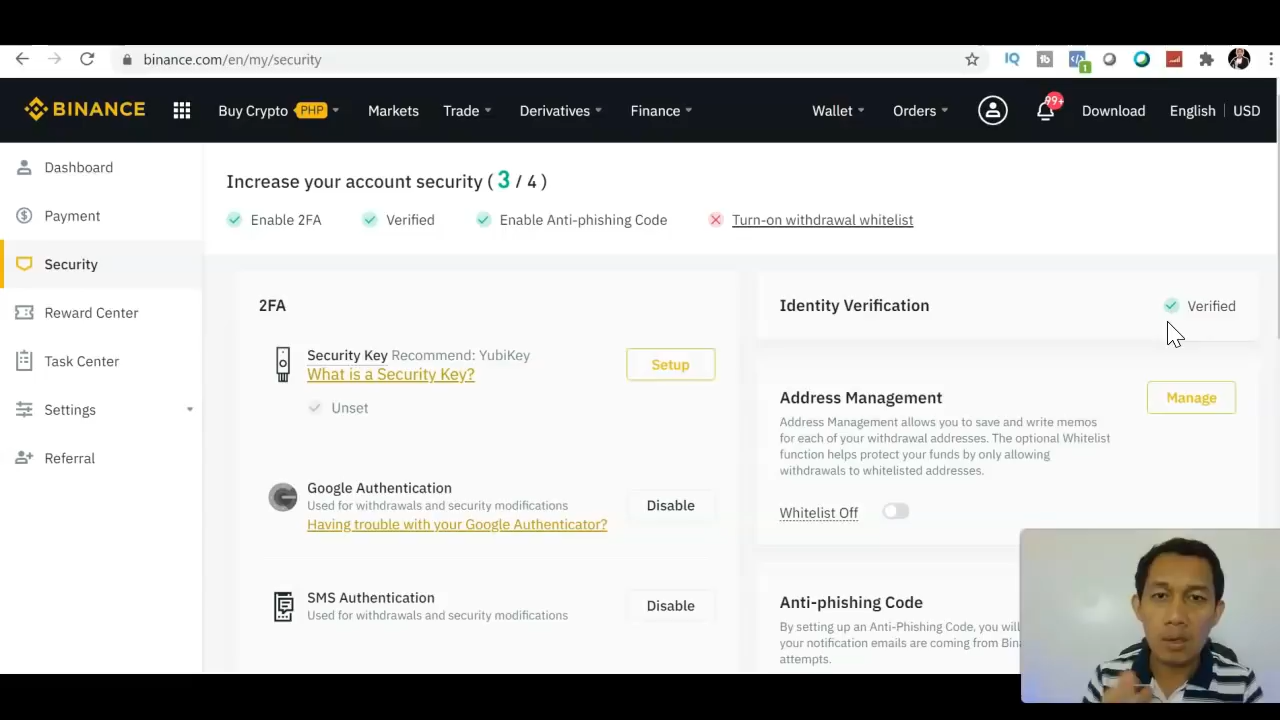 binance.com/en/my/security
1
BINANCE
Buy Crypto PHP
Markets
Trade
Derivatives
Finance
Wallet
Orders
99+
Download
English
USD
Dashboard
Payment
Security
Reward Center
Task Center
Settings
Referral
Increase your account security ( 3 / 4 )
Enable 2FA
Verified
Enable Anti-phishing Code
Turn-on withdrawal whitelist
2FA
Security Key Recommend: YubiKey
What is a Security Key?
Unset
Setup
Google Authentication
Used for withdrawals and security modifications
Having trouble with your Google Authenticator?
Disable
SMS Authentication
Used for withdrawals and security modifications
Disable
Identity Verification
Verified
Address Management
Manage
Address Management allows you to save and write memos
for each of your withdrawal addresses. The optional Whitelist
function helps protect your funds by only allowing
withdrawals to whitelisted addresses.
Whitelist Off
Anti-phishing Code
By setting up an Anti-Phishing Code, you will
your notification emails are coming from Bin
attempts.